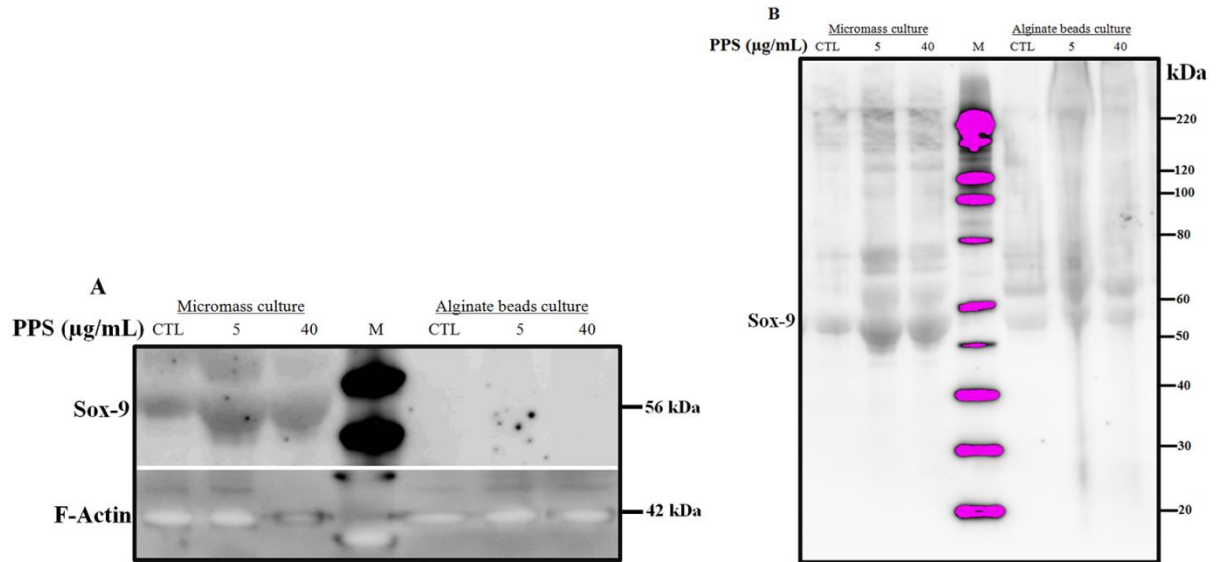 A
Micromass culture Alginate beads culture
PPS (µg/mL) CTL 5 40 M CTL 5 40
Sox-9 56 kDa
F-Actin 42 kDa
B
Micromass culture Alginate beads culture
PPS (µg/mL) CTL 5 40 M CTL 5 40
kDa
220
120
100
80
60
Sox-9
50
40
30
20